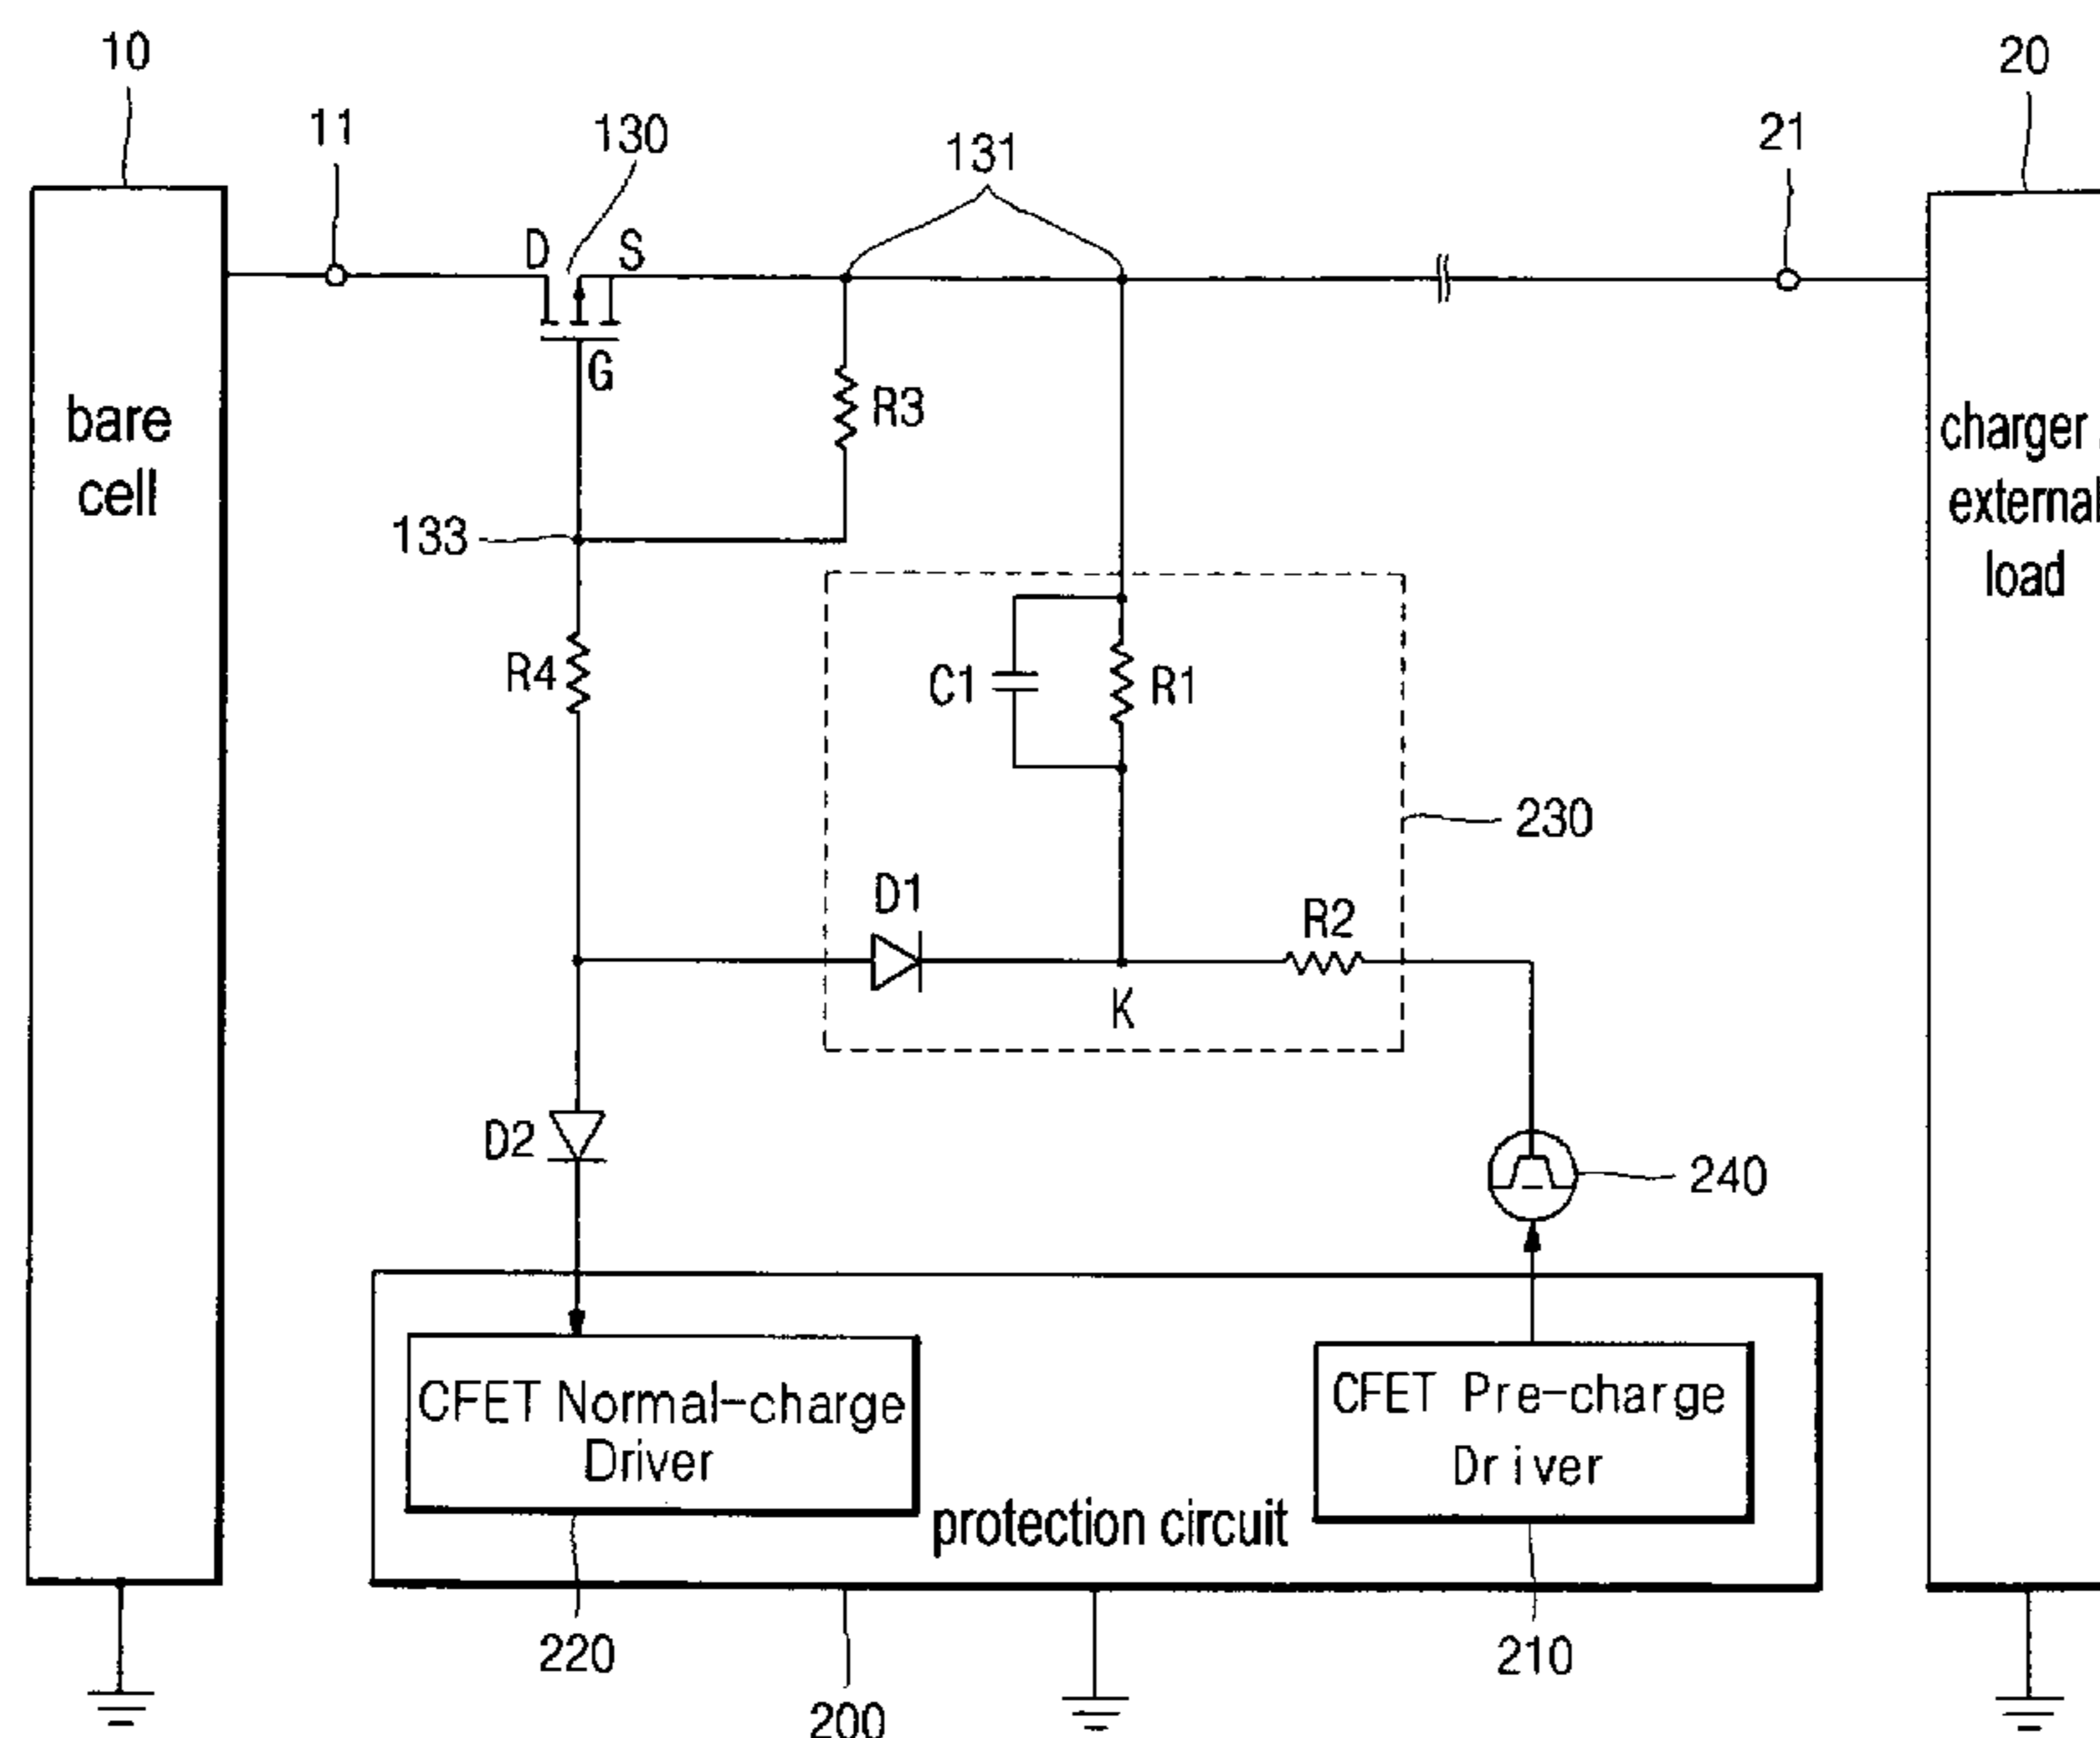 10
20
11
130
131
21
D
S
G
R3
bare
cell
charger
external
load
133
R4
C1
R1
230
D1
R2
K
D2
240
CFET Normal-charge
Driver
CFET Pre-charge
Driver
protection circuit
220
210
200